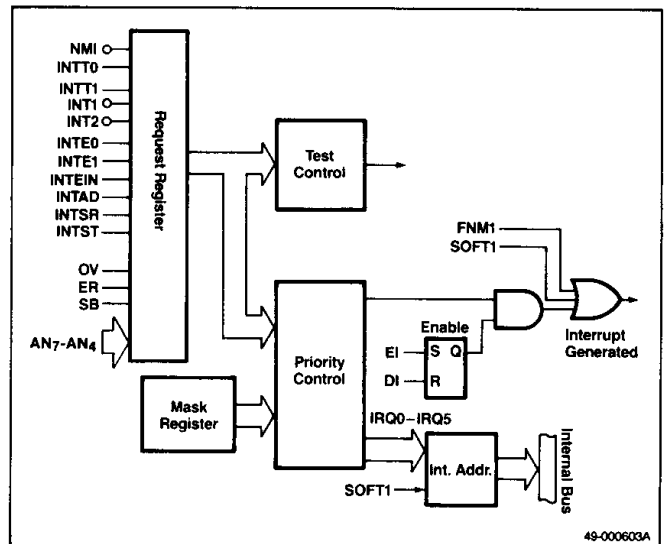 NMI
INTT0
INTT1
INT1
INT2
INTE0
INTE1
INTEIN
INTAD
INTSR
INTST
OV
ER
SB
AN7-AN4
Request Register
Test
Control
Mask
Register
Priority
Control
FNM1
SOFT1
Enable
EI
S Q
DI
R
Interrupt
Generated
IRQ0-IRQ5
SOFT1
Int. Addr.
Internal Bus
49-000603A